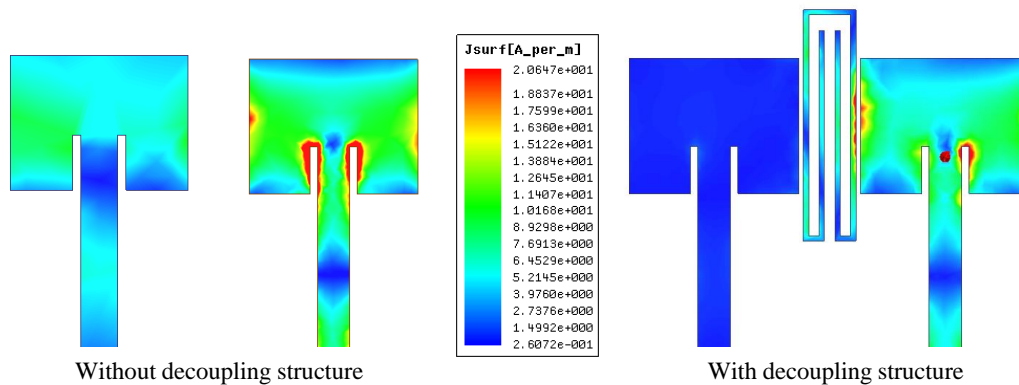 Jsurf[A_per_m]
2.0647e+001
1.8837e+001
1.7599e+001
1.6360e+001
1.5122e+001
1.3884e+001
1.2645e+001
1.1407e+001
1.0168e+001
8.9298e+000
7.6913e+000
6.4529e+000
5.2145e+000
3.9760e+000
2.7376e+000
1.4992e+000
2.6072e-001
Without decoupling structure
With decoupling structure